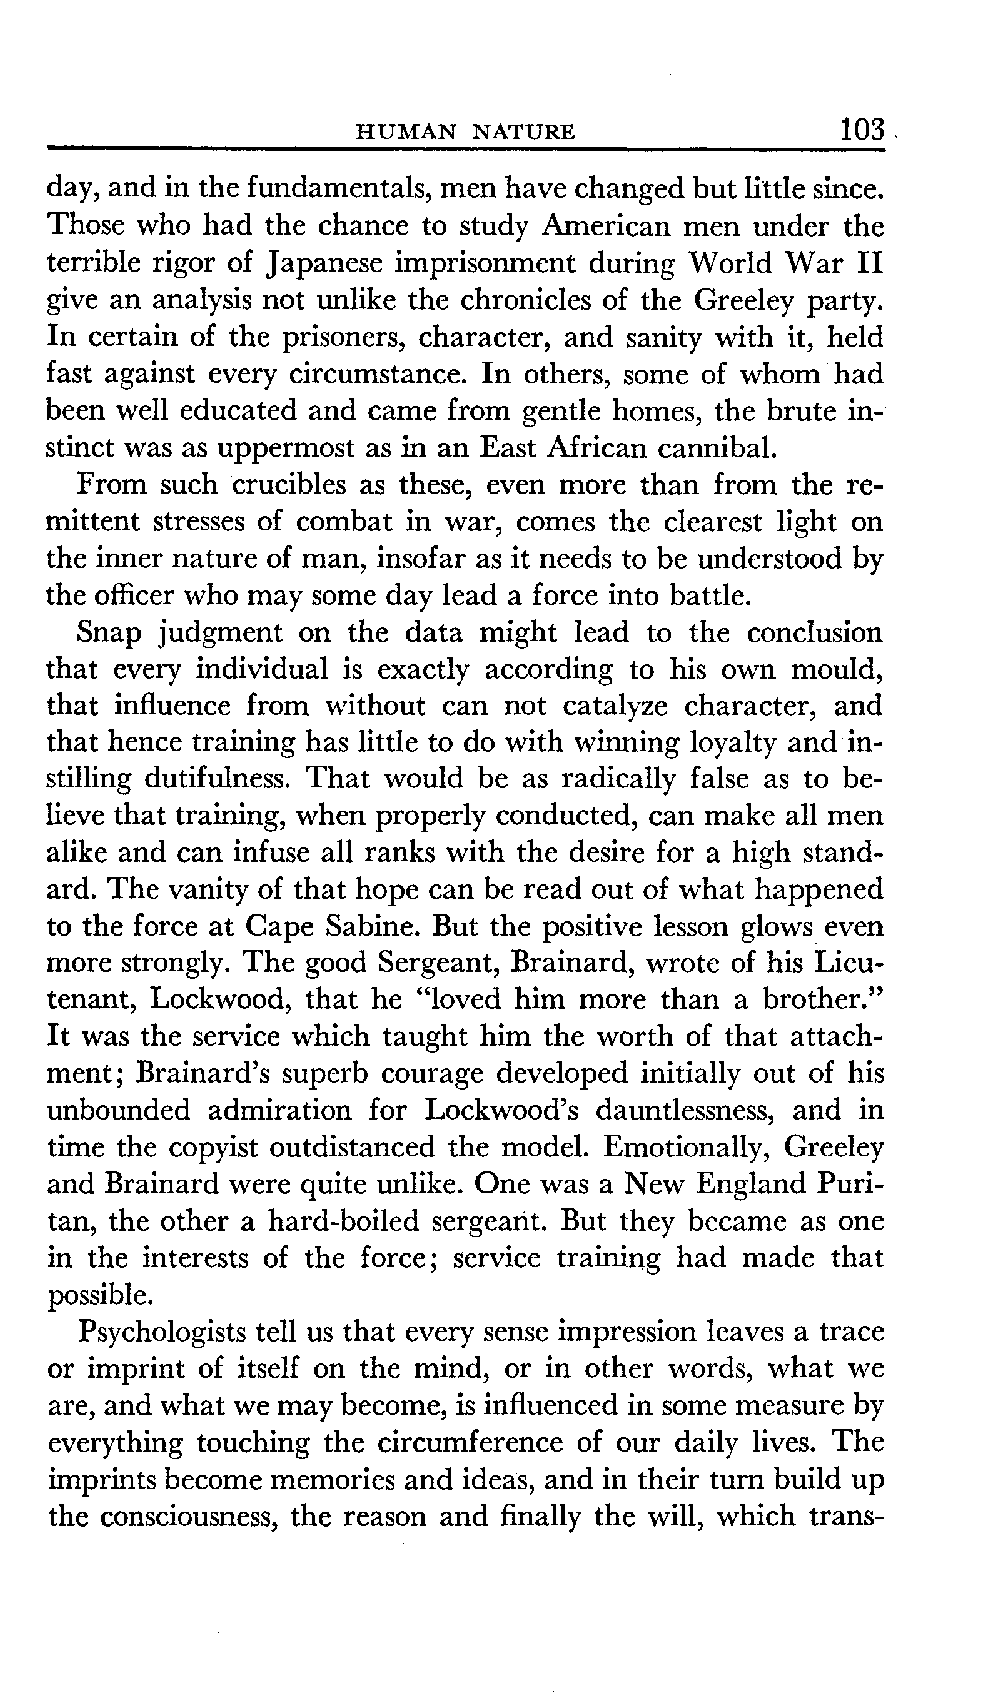 HUMAN NATURE 103
day, and in the fundamentals, men have changed but little since.
Those who had the chance to study American men under the
terrible rigor of Japanese imprisonment during World War II
give an analysis not unlike the chronicles of the Greeley party.
In certain of the prisoners, character, and sanity with it, held
fast against every circumstance. In others, some of whom had
been well educated and came from gentle homes, the brute in-
stinct was as uppermost as in an East African cannibal.
From such crucibles as these, even more than from the re-
mittent stresses of combat in war, comes the clearest light on
the inner nature of man, insofar as it needs to be understood by
the officer who may some day lead a force into battle.
Snap judgment on the data might lead to the conclusion
that every individual is exactly according to his own mould,
that influence from without can not catalyze character, and
that hence training has little to do with winning loyalty and in-
stilling dutifulness. That would be as radically false as to be-
lieve that training, when properly conducted, can make all men
alike and can infuse all ranks with the desire for a high stand-
ard. The vanity of that hope can be read out of what happened
to the force at Cape Sabine. But the positive lesson glows even
more strongly. The good Sergeant, Brainard, wrote of his Lieu-
tenant, Lockwood, that he “loved him more than a brother.”
It was the service which taught him the worth of that attach-
ment; Brainard’s superb courage developed initially out of his
unbounded admiration for Lockwood’s dauntlessness, and in
time the copyist outdistanced the model. Emotionally, Greeley
and Brainard were quite unlike. One was a New England Puri-
tan, the other a hard-boiled sergeant. But they became as one
in the interests of the force; service training had made that
possible.
Psychologists tell us that every sense impression leaves a trace
or imprint of itself on the mind, or in other words, what we
are, and what we may become, is influenced in some measure by
everything touching the circumference of our daily lives. The
imprints become memories and ideas, and in their turn build up
the consciousness, the reason and finally the will, which trans-